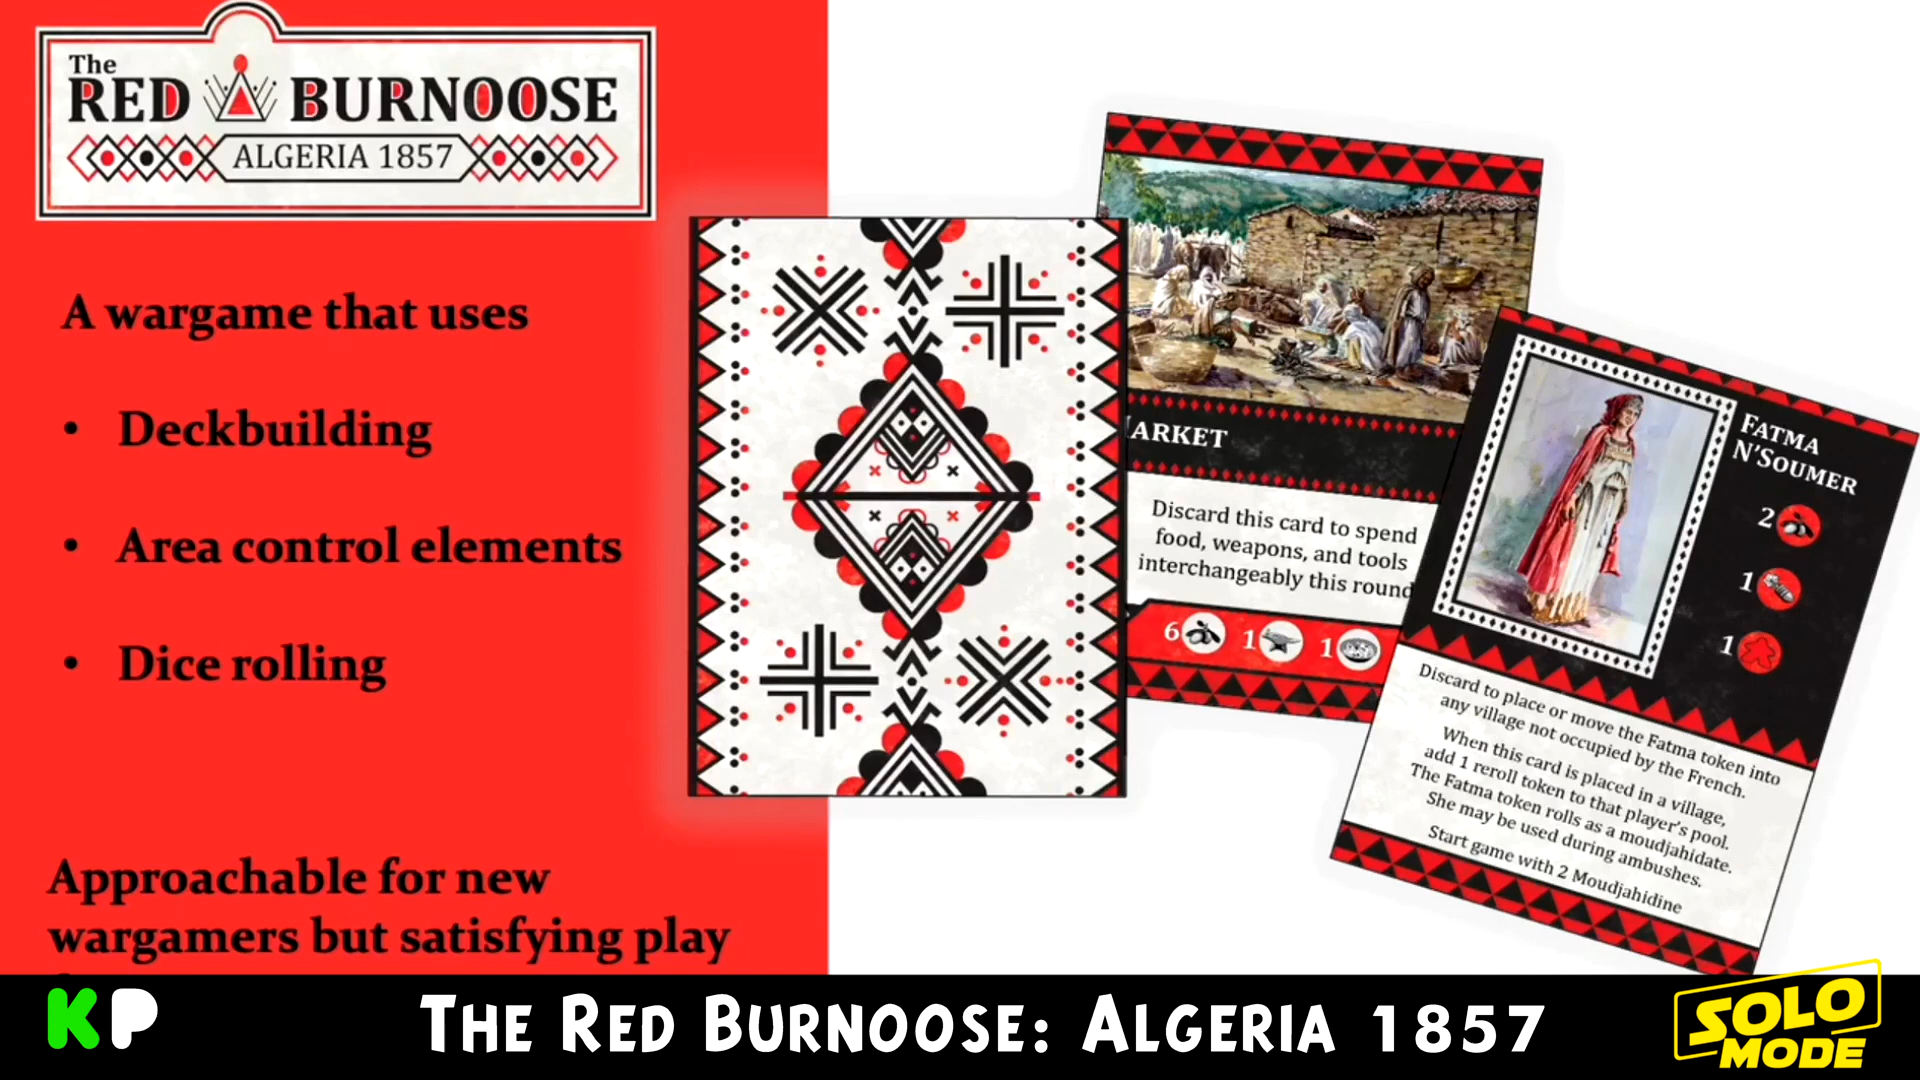 The
RED BURNOOSE
ALGERIA 1857
A wargame that uses
• Deckbuilding
• Area control elements
• Dice rolling
Approachable for new
wargamers but satisfying play
ARKET
Discard this card to spend
food, weapons, and tools
interchangeably this round
6 1 1
FATMA
N'SOUMER
2
1
1
Discard to place or move the Fatma token into
any village not occupied by the French.
When this card is placed in a village,
add 1 reroll token to that player's pool.
The Fatma token rolls as a moudjahidate.
She may be used during ambushes.
Start game with 2 Moudjahidine
KP
THE RED BURNOOSE: ALGERIA 1857
SOLO
MODE